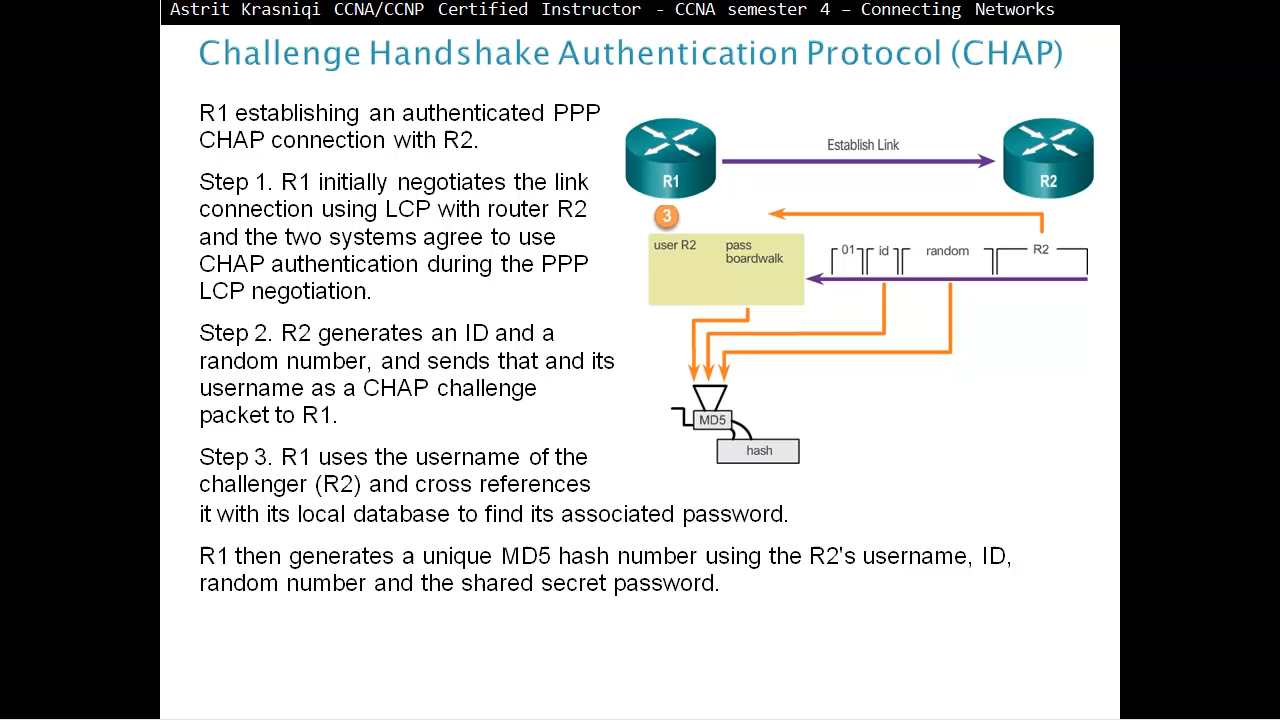 Astrit Krasniqi CCNA/CCNP Certified Instructor - CCNA semester 4 – Connecting Networks
Challenge Handshake Authentication Protocol (CHAP)
R1 establishing an authenticated PPP
CHAP connection with R2.
Step 1. R1 initially negotiates the link
connection using LCP with router R2
and the two systems agree to use
CHAP authentication during the PPP
LCP negotiation.
Step 2. R2 generates an ID and a
random number, and sends that and its
username as a CHAP challenge
packet to R1.
Step 3. R1 uses the username of the
challenger (R2) and cross references
it with its local database to find its associated password.
R1 then generates a unique MD5 hash number using the R2's username, ID,
random number and the shared secret password.
Establish Link
R1
R2
3
user R2 pass
boardwalk
01 id random R2
MD5
hash